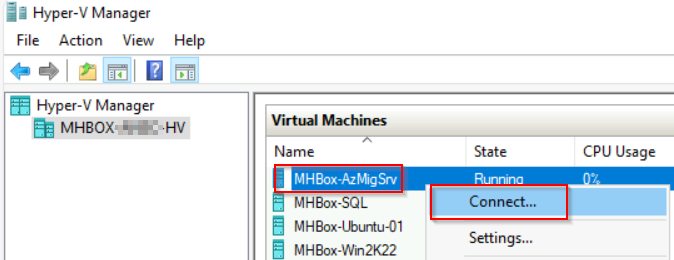 Hyper-V Manager
File Action View Help
Hyper-V Manager
MHBOX- -HV
Virtual Machines
Name State CPU Usage
MHBox-AzMigSrv Running 0%
MHBox-SQL
MHBox-Ubuntu-01
MHBox-Win2K22
Connect...
Settings...